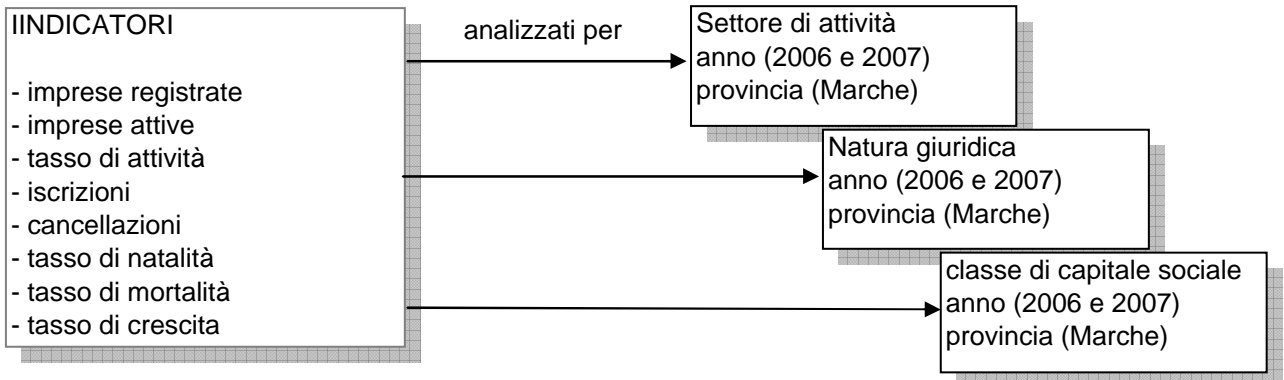 IINDICATORI
- imprese registrate
- imprese attive
- tasso di attività
- iscrizioni
- cancellazioni
- tasso di natalità
- tasso di mortalità
- tasso di crescita
analizzati per
Settore di attività
anno (2006 e 2007)
provincia (Marche)
Natura giuridica
anno (2006 e 2007)
provincia (Marche)
classe di capitale sociale
anno (2006 e 2007)
provincia (Marche)